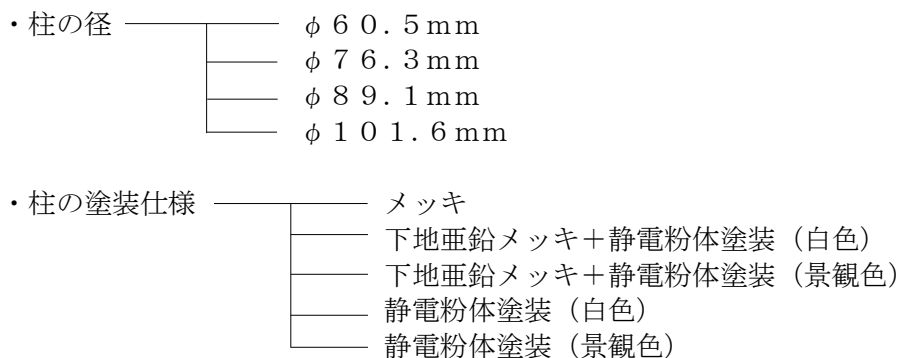 ・柱の径 φ60.5mm
φ76.3mm
φ89.1mm
φ101.6mm
・柱の塗装仕様 メッキ
下地亜鉛メッキ+静電粉体塗装(白色)
下地亜鉛メッキ+静電粉体塗装(景観色)
静電粉体塗装(白色)
静電粉体塗装(景観色)